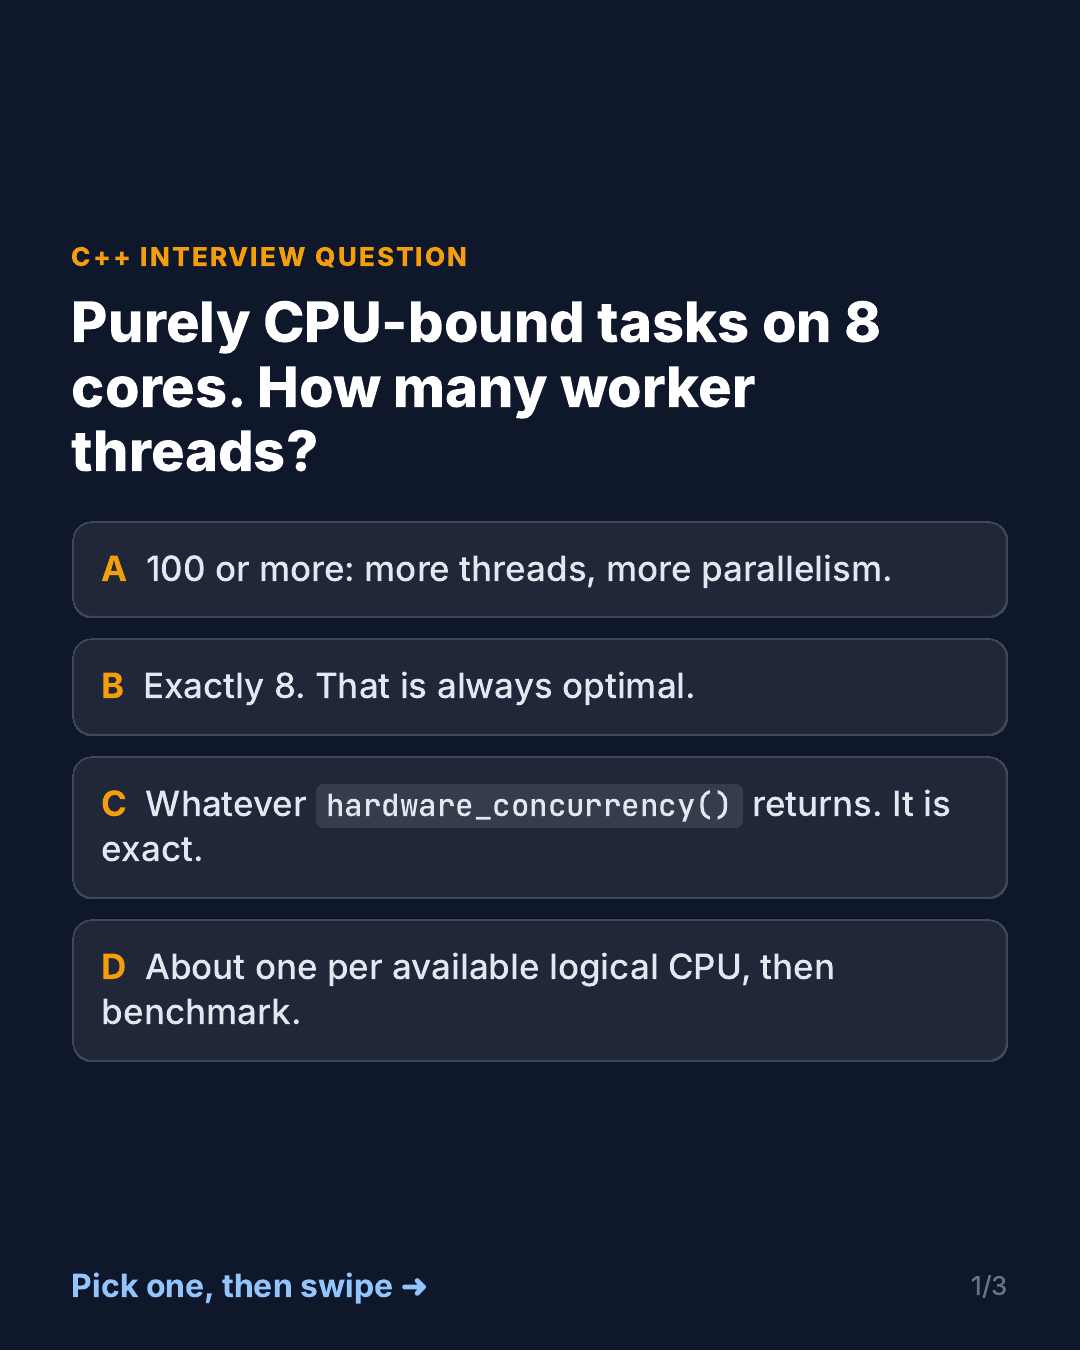 C++ INTERVIEW QUESTION
Purely CPU-bound tasks on 8
cores. How many worker
threads?
A 100 or more: more threads, more parallelism.
B Exactly 8. That is always optimal.
C Whatever hardware_concurrency() returns. It is
exact.
D About one per available logical CPU, then
benchmark.
Pick one, then swipe ➜
1/3